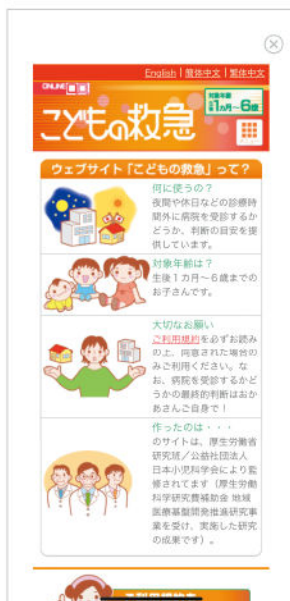 English | 簡体中文 | 繁体中文
ONLINE
対象年齢
1ヵ月～6歳
こどもの救急
ウェブサイト「こどもの救急」って？
何に使うの？
夜間や休日などの診療時
間外に病院を受診するか
どうか、判断の目安を提
供しています。
対象年齢は？
生後１カ月～６歳までの
お子さんです。
大切なお願い
ご利用規約を必ずお読み
の上、同意された場合の
みご利用ください。な
お、病院を受診するかど
うかの最終的判断はおか
あさんご自身で！
作ったのは・・・
のサイトは、厚生労働省
研究班／公益社団法人
日本小児科学会により監
修されてます（厚生労働
科学研究費補助金 地域
医療基盤開発推進研究事
業を受け、実施した研究
の成果です）。